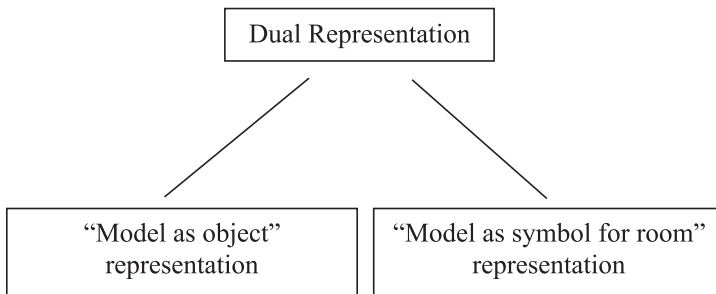 Dual Representation
“Model as object”
representation
“Model as symbol for room”
representation